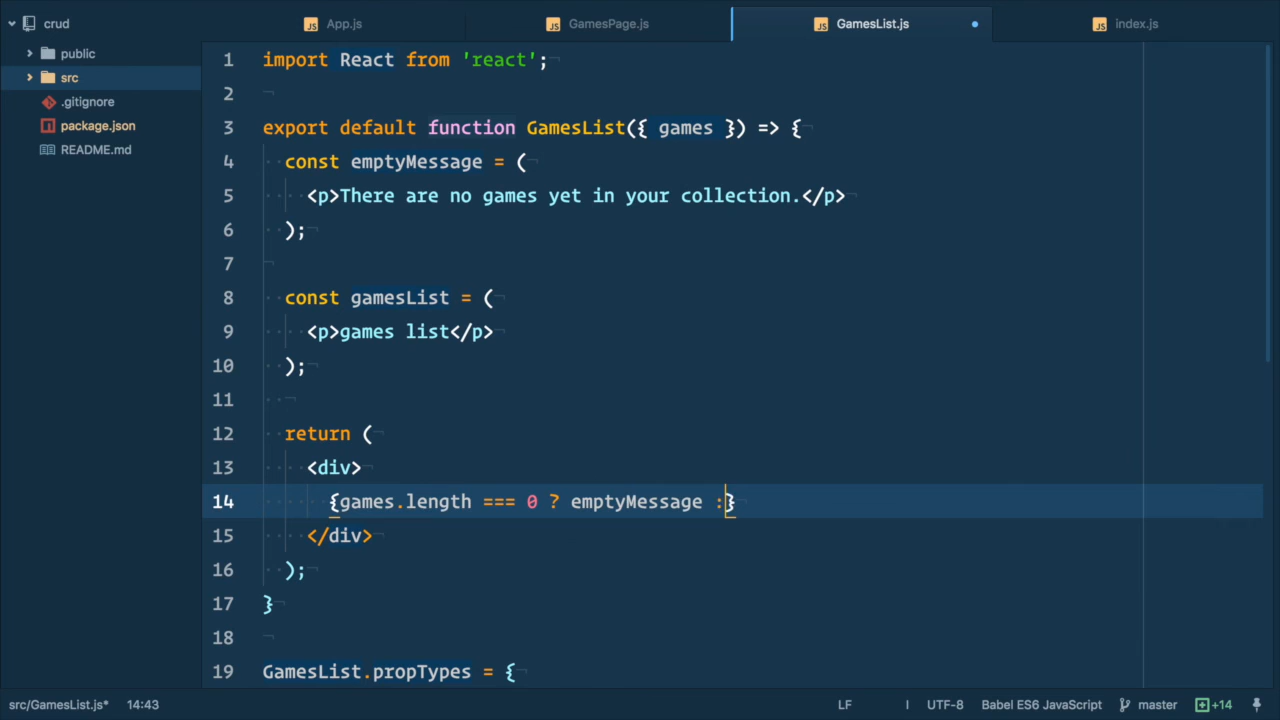 crud
App.js
GamesPage.js
GamesList.js
index.js
public
src
.gitignore
package.json
README.md
1 import React from 'react';
2
3 export default function GamesList({ games }) => {
4 const emptyMessage = (
5 <p>There are no games yet in your collection.</p>
6 );
7
8 const gamesList = (
9 <p>games list</p>
10 );
11
12 return (
13 <div>
14 {games.length === 0 ? emptyMessage :}
15 </div>
16 );
17 }
18
19 GamesList.propTypes = {
src/GamesList.js* 14:43 LF I UTF-8 Babel ES6 JavaScript master +14